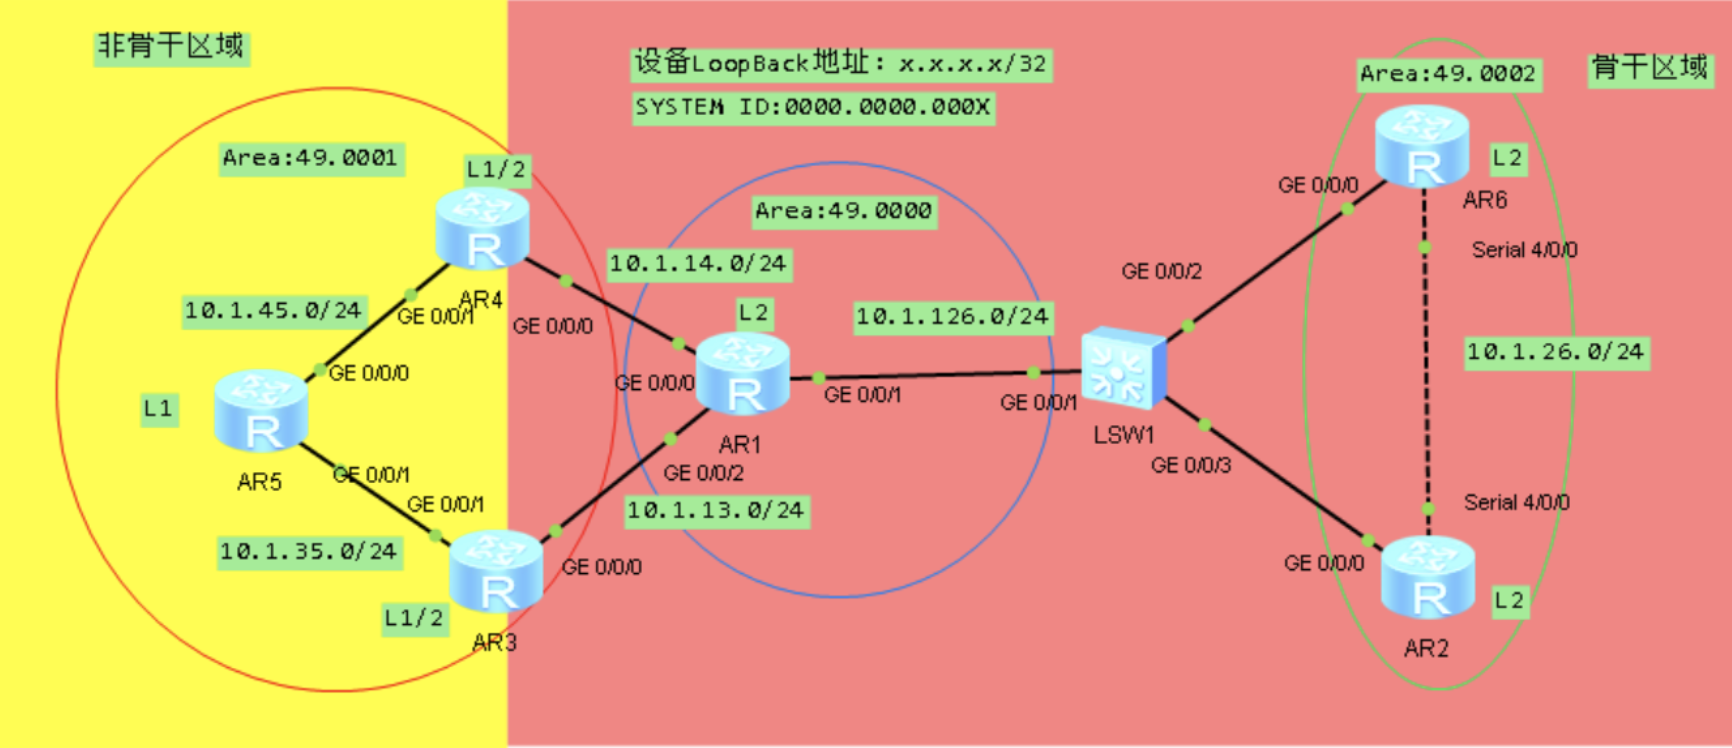 非骨干区域
设备LoopBack地址: x.x.x.x/32
SYSTEM ID:0000.0000.000X
Area:49.0002
骨干区域
Area:49.0001
L1/2
R
AR4
Area:49.0000
R
L2
AR6
GE 0/0/0
Serial 4/0/0
10.1.14.0/24
GE 0/0/2
10.1.45.0/24
GE 0/0/1
GE 0/0/0
L2
10.1.126.0/24
10.1.26.0/24
GE 0/0/0
GE 0/0/0
R
AR1
GE 0/0/1
GE 0/0/1
LSW1
L1
R
AR5
GE 0/0/1
GE 0/0/1
GE 0/0/2
GE 0/0/3
10.1.13.0/24
Serial 4/0/0
10.1.35.0/24
R
GE 0/0/0
GE 0/0/0
R
L1/2
AR3
L2
AR2